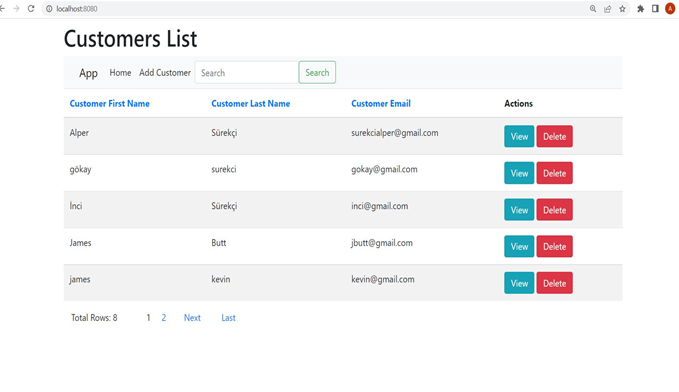 localhost:8080
A
Customers List
App Home Add Customer Search Search
Customer First Name Customer Last Name Customer Email Actions
Alper Sürekçi surekcialper@gmail.com View Delete
gökay surekci gokay@gmail.com View Delete
İnci Sürekçi inci@gmail.com View Delete
James Butt jbutt@gmail.com View Delete
james kevin kevin@gmail.com View Delete
Total Rows: 8 1 2 Next Last